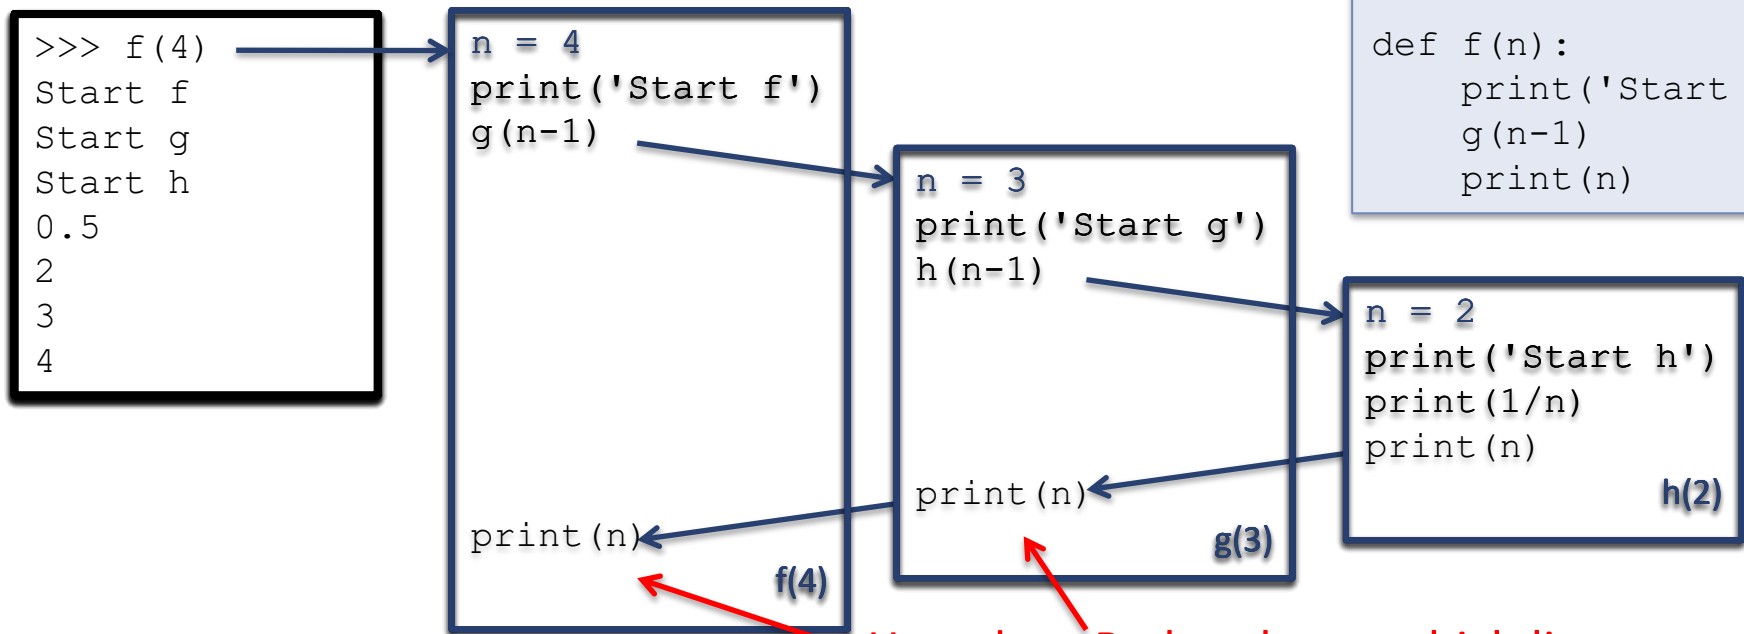 >>> f(4)
Start f
Start g
Start h
0.5
2
3
4
n = 4
print('Start f')
g(n-1)
print(n)
f(4)
n = 3
print('Start g')
h(n-1)
print(n)
g(3)
def f(n):
    print('Start
    g(n-1)
    print(n)
n = 2
print('Start h')
print(1/n)
print(n)
h(2)